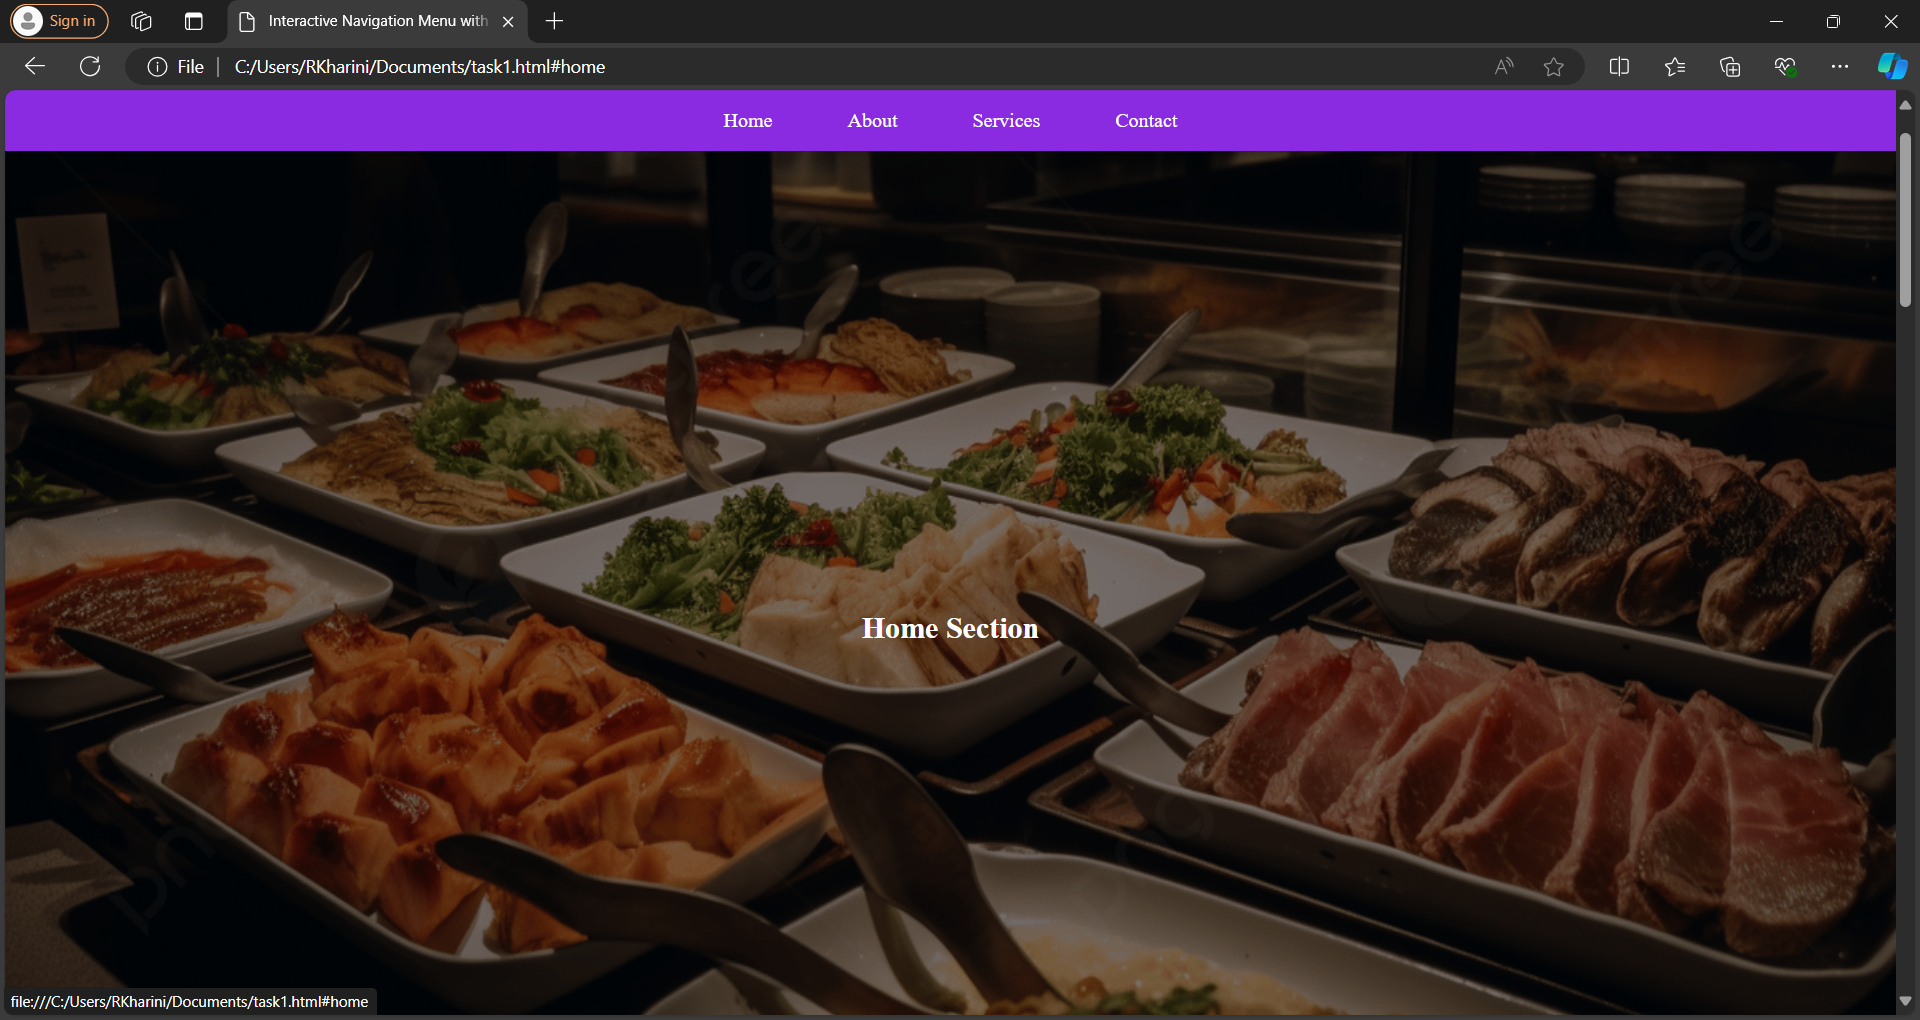 Sign in
Interactive Navigation Menu with
File
C:/Users/RKharini/Documents/task1.html#home
Home About Services Contact
Home Section
file:///C:/Users/RKharini/Documents/task1.html#home